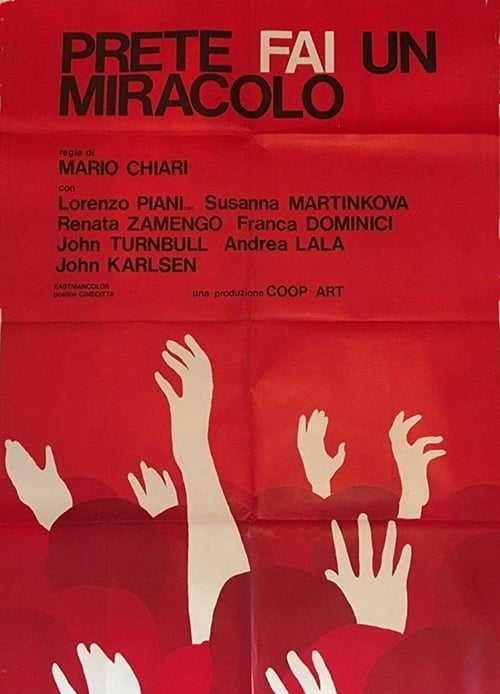 PRETE FAI UN
MIRACOLO
regia di
MARIO CHIARI
con
Lorenzo PIANI c.s.c. Susanna MARTINKOVA
Renata ZAMENGO Franca DOMINICI
John TURNBULL Andrea LALA
John KARLSEN
EASTMANCOLOR
positivi CINECITTA'
una produzione COOP ART